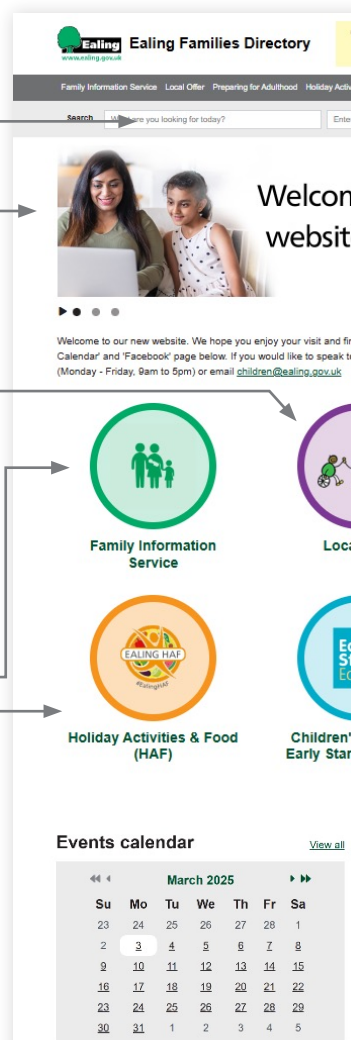 Ealing
www.ealing.gov.uk
Ealing Families Directory
Family Information Service Local Offer Preparing for Adulthood Holiday Activ
Search What are you looking for today? Ente
Welcom
websit
Welcome to our new website. We hope you enjoy your visit and fin
Calendar' and 'Facebook' page below. If you would like to speak to
(Monday - Friday, 9am to 5pm) or email children@ealing.gov.uk
Family Information
Service
Loca
EALING HAF
#EalingHAF
Holiday Activities & Food
(HAF)
Children'
Early Star
Events calendar View all
March 2025
Su Mo Tu We Th Fr Sa
23 24 25 26 27 28 1
2 3 4 5 6 7 8
9 10 11 12 13 14 15
16 17 18 19 20 21 22
23 24 25 26 27 28 29
30 31 1 2 3 4 5